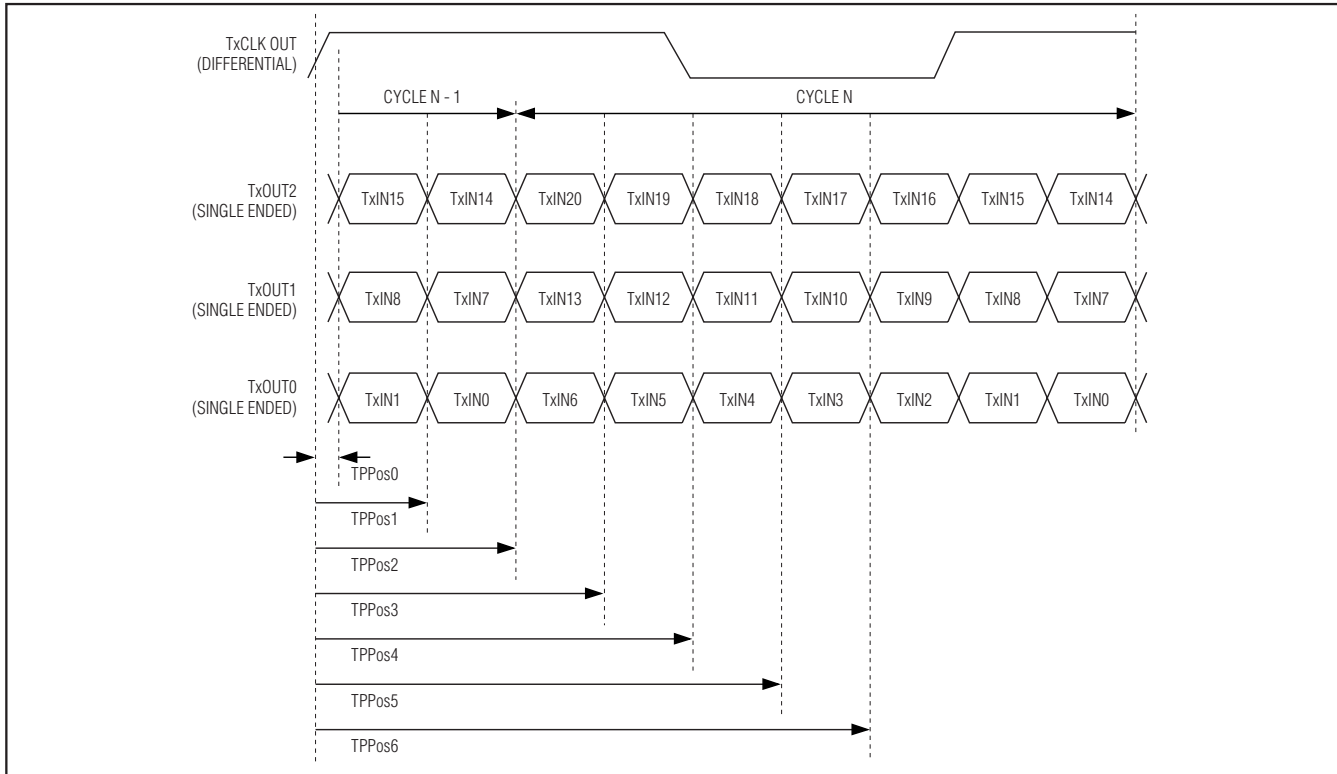 TxCLK OUT
(DIFFERENTIAL)
CYCLE N - 1
CYCLE N
TxOUT2
(SINGLE ENDED)
TxIN15 TxIN14 TxIN20 TxIN19 TxIN18 TxIN17 TxIN16 TxIN15 TxIN14
TxOUT1
(SINGLE ENDED)
TxIN8 TxIN7 TxIN13 TxIN12 TxIN11 TxIN10 TxIN9 TxIN8 TxIN7
TxOUT0
(SINGLE ENDED)
TxIN1 TxIN0 TxIN6 TxIN5 TxIN4 TxIN3 TxIN2 TxIN1 TxIN0
TPPos0
TPPos1
TPPos2
TPPos3
TPPos4
TPPos5
TPPos6